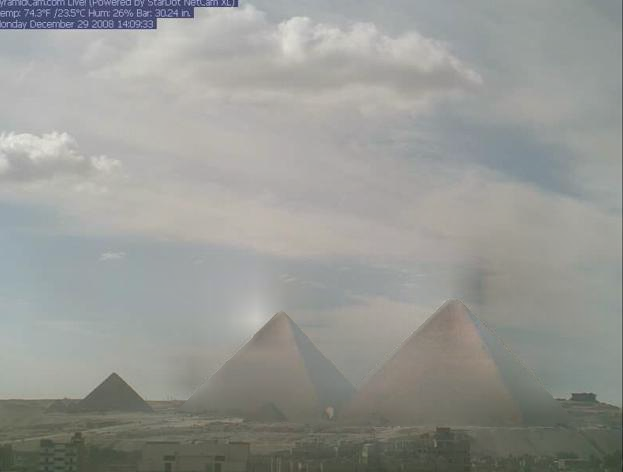 yramidCam.com Live! (Powered by StarDot NetCam XL)
emp: 74.3°F /23.5°C Hum: 26% Bar: 30.24 in.
onday December 29 2008 14:09:33